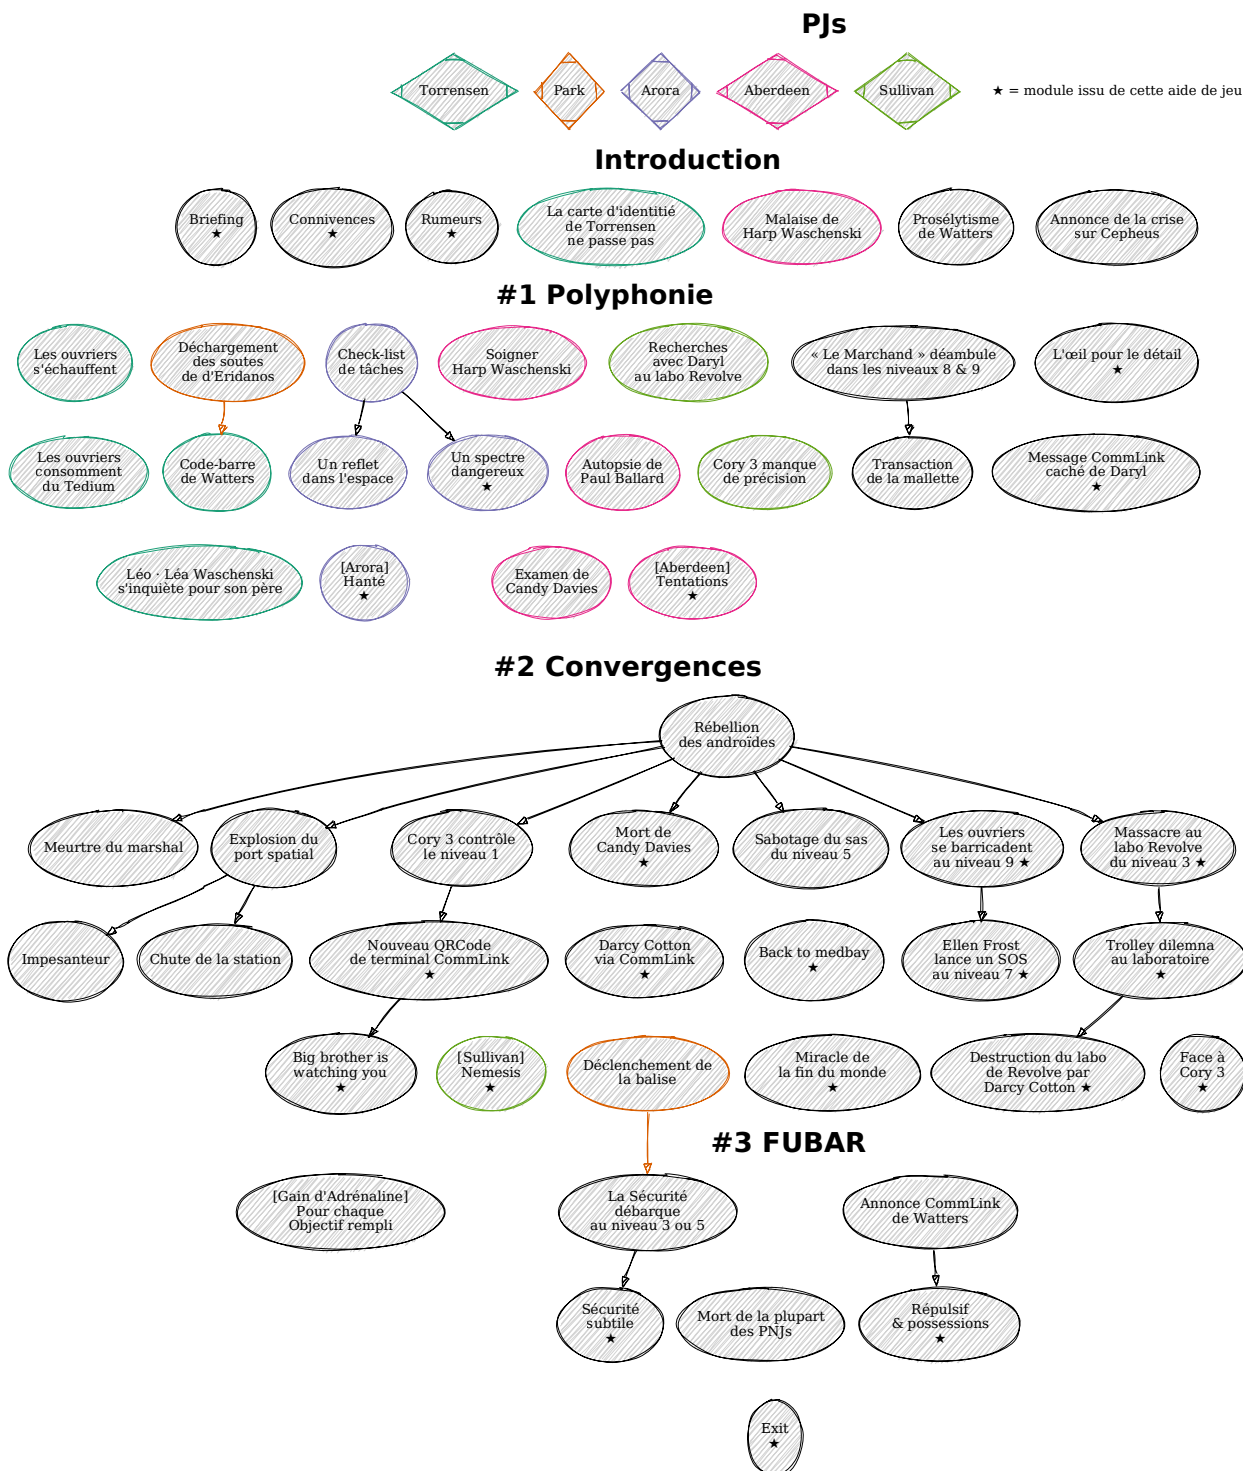 PJs
Torrensen
Park
Arora
Aberdeen
Sullivan
★ = module issu de cette aide de jeu
Introduction
Briefing
★
Connivences
★
Rumeurs
★
La carte d'identitié
de Torrensen
ne passe pas
Malaise de
Harp Waschenski
Prosélytisme
de Watters
Annonce de la crise
sur Cepheus
#1 Polyphonie
Les ouvriers
s'échauffent
Déchargement
des soutes
de d'Eridanos
Check-list
de tâches
Soigner
Harp Waschenski
Recherches
avec Daryl
au labo Revolve
« Le Marchand » déambule
dans les niveaux 8 & 9
L'œil pour le détail
★
Les ouvriers
consomment
du Tedium
Code-barre
de Watters
Un reflet
dans l'espace
Un spectre
dangereux
★
Autopsie de
Paul Ballard
Cory 3 manque
de précision
Transaction
de la mallette
Message CommLink
caché de Daryl
★
Léo · Léa Waschenski
s'inquiète pour son père
[Arora]
Hanté
★
Examen de
Candy Davies
[Aberdeen]
Tentations
★
#2 Convergences
Rébellion
des androïdes
Meurtre du marshal
Explosion du
port spatial
Cory 3 contrôle
le niveau 1
Mort de
Candy Davies
★
Sabotage du sas
du niveau 5
Les ouvriers
se barricadent
au niveau 9 ★
Massacre au
labo Revolve
du niveau 3 ★
Impesanteur
Chute de la station
Nouveau QRCode
de terminal CommLink
★
Darcy Cotton
via CommLink
★
Back to medbay
★
Ellen Frost
lance un SOS
au niveau 7 ★
Trolley dilemna
au laboratoire
★
Big brother is
watching you
★
[Sullivan]
Nemesis
★
Déclenchement de
la balise
Miracle de
la fin du monde
★
Destruction du labo
de Revolve par
Darcy Cotton ★
Face à
Cory 3
★
#3 FUBAR
[Gain d'Adrénaline]
Pour chaque
Objectif rempli
La Sécurité
débarque
au niveau 3 ou 5
Annonce CommLink
de Watters
Sécurité
subtile
★
Mort de la plupart
des PNJs
Répulsif
& possessions
★
Exit
★